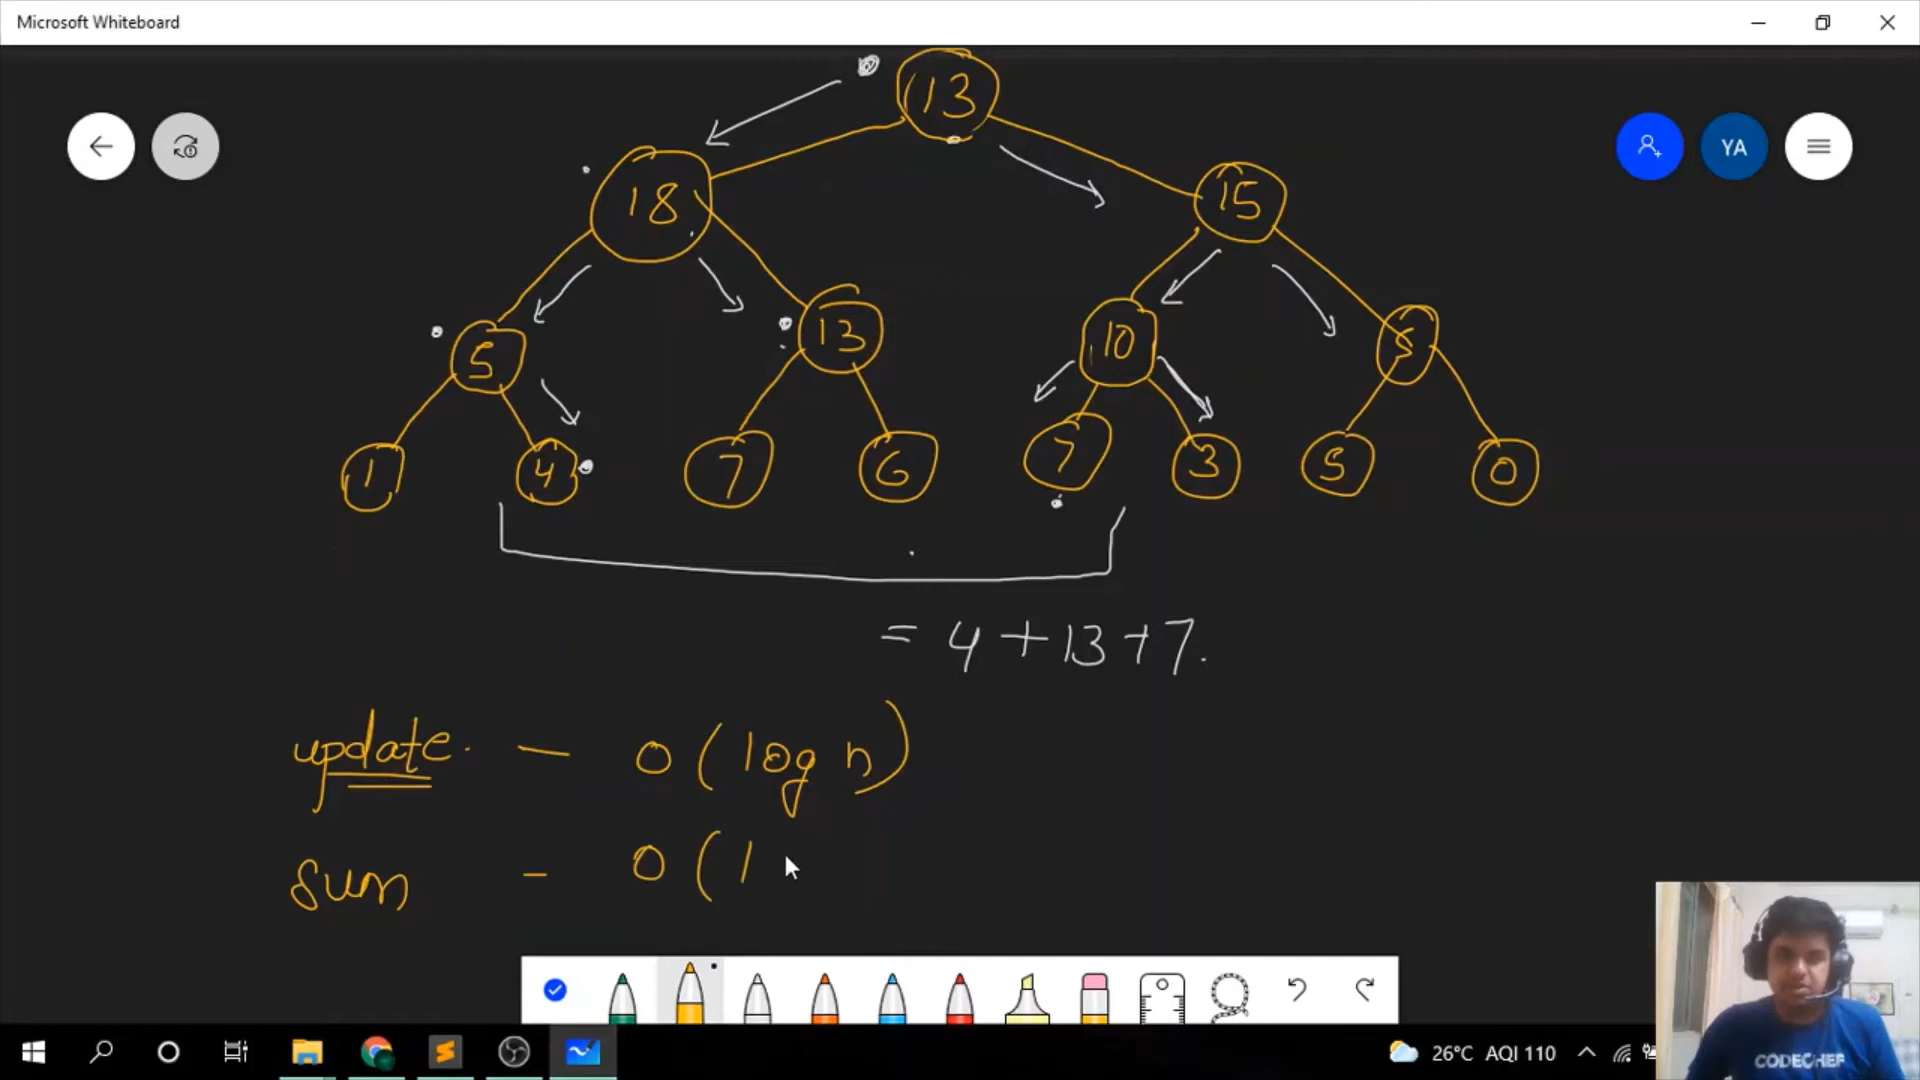 Microsoft Whiteboard
13
18 15
YA
5 13 10 5
1 4 7 6 7 3 5 0
= 4 + 13 + 7.
update. — O ( log n )
sum - O ( l
26°C AQI 110
CODECHEF